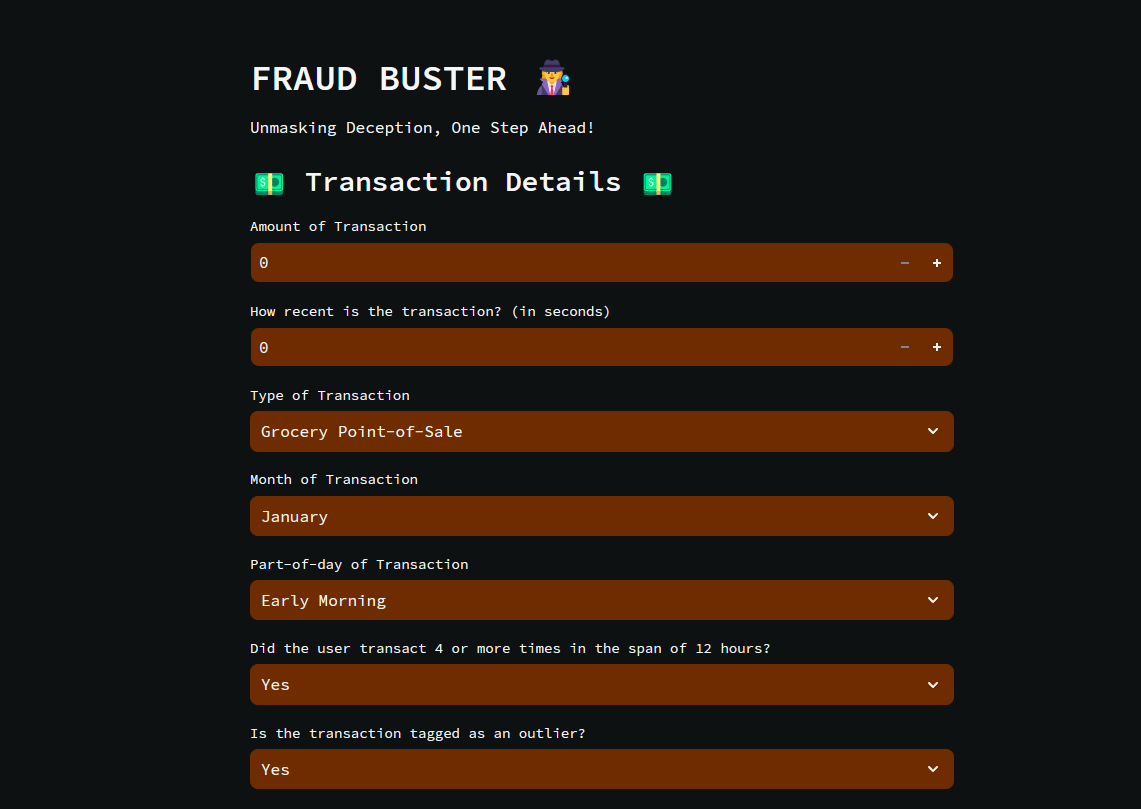 FRAUD BUSTER
Unmasking Deception, One Step Ahead!
Transaction Details
Amount of Transaction
0
How recent is the transaction? (in seconds)
0
Type of Transaction
Grocery Point-of-Sale
Month of Transaction
January
Part-of-day of Transaction
Early Morning
Did the user transact 4 or more times in the span of 12 hours?
Yes
Is the transaction tagged as an outlier?
Yes